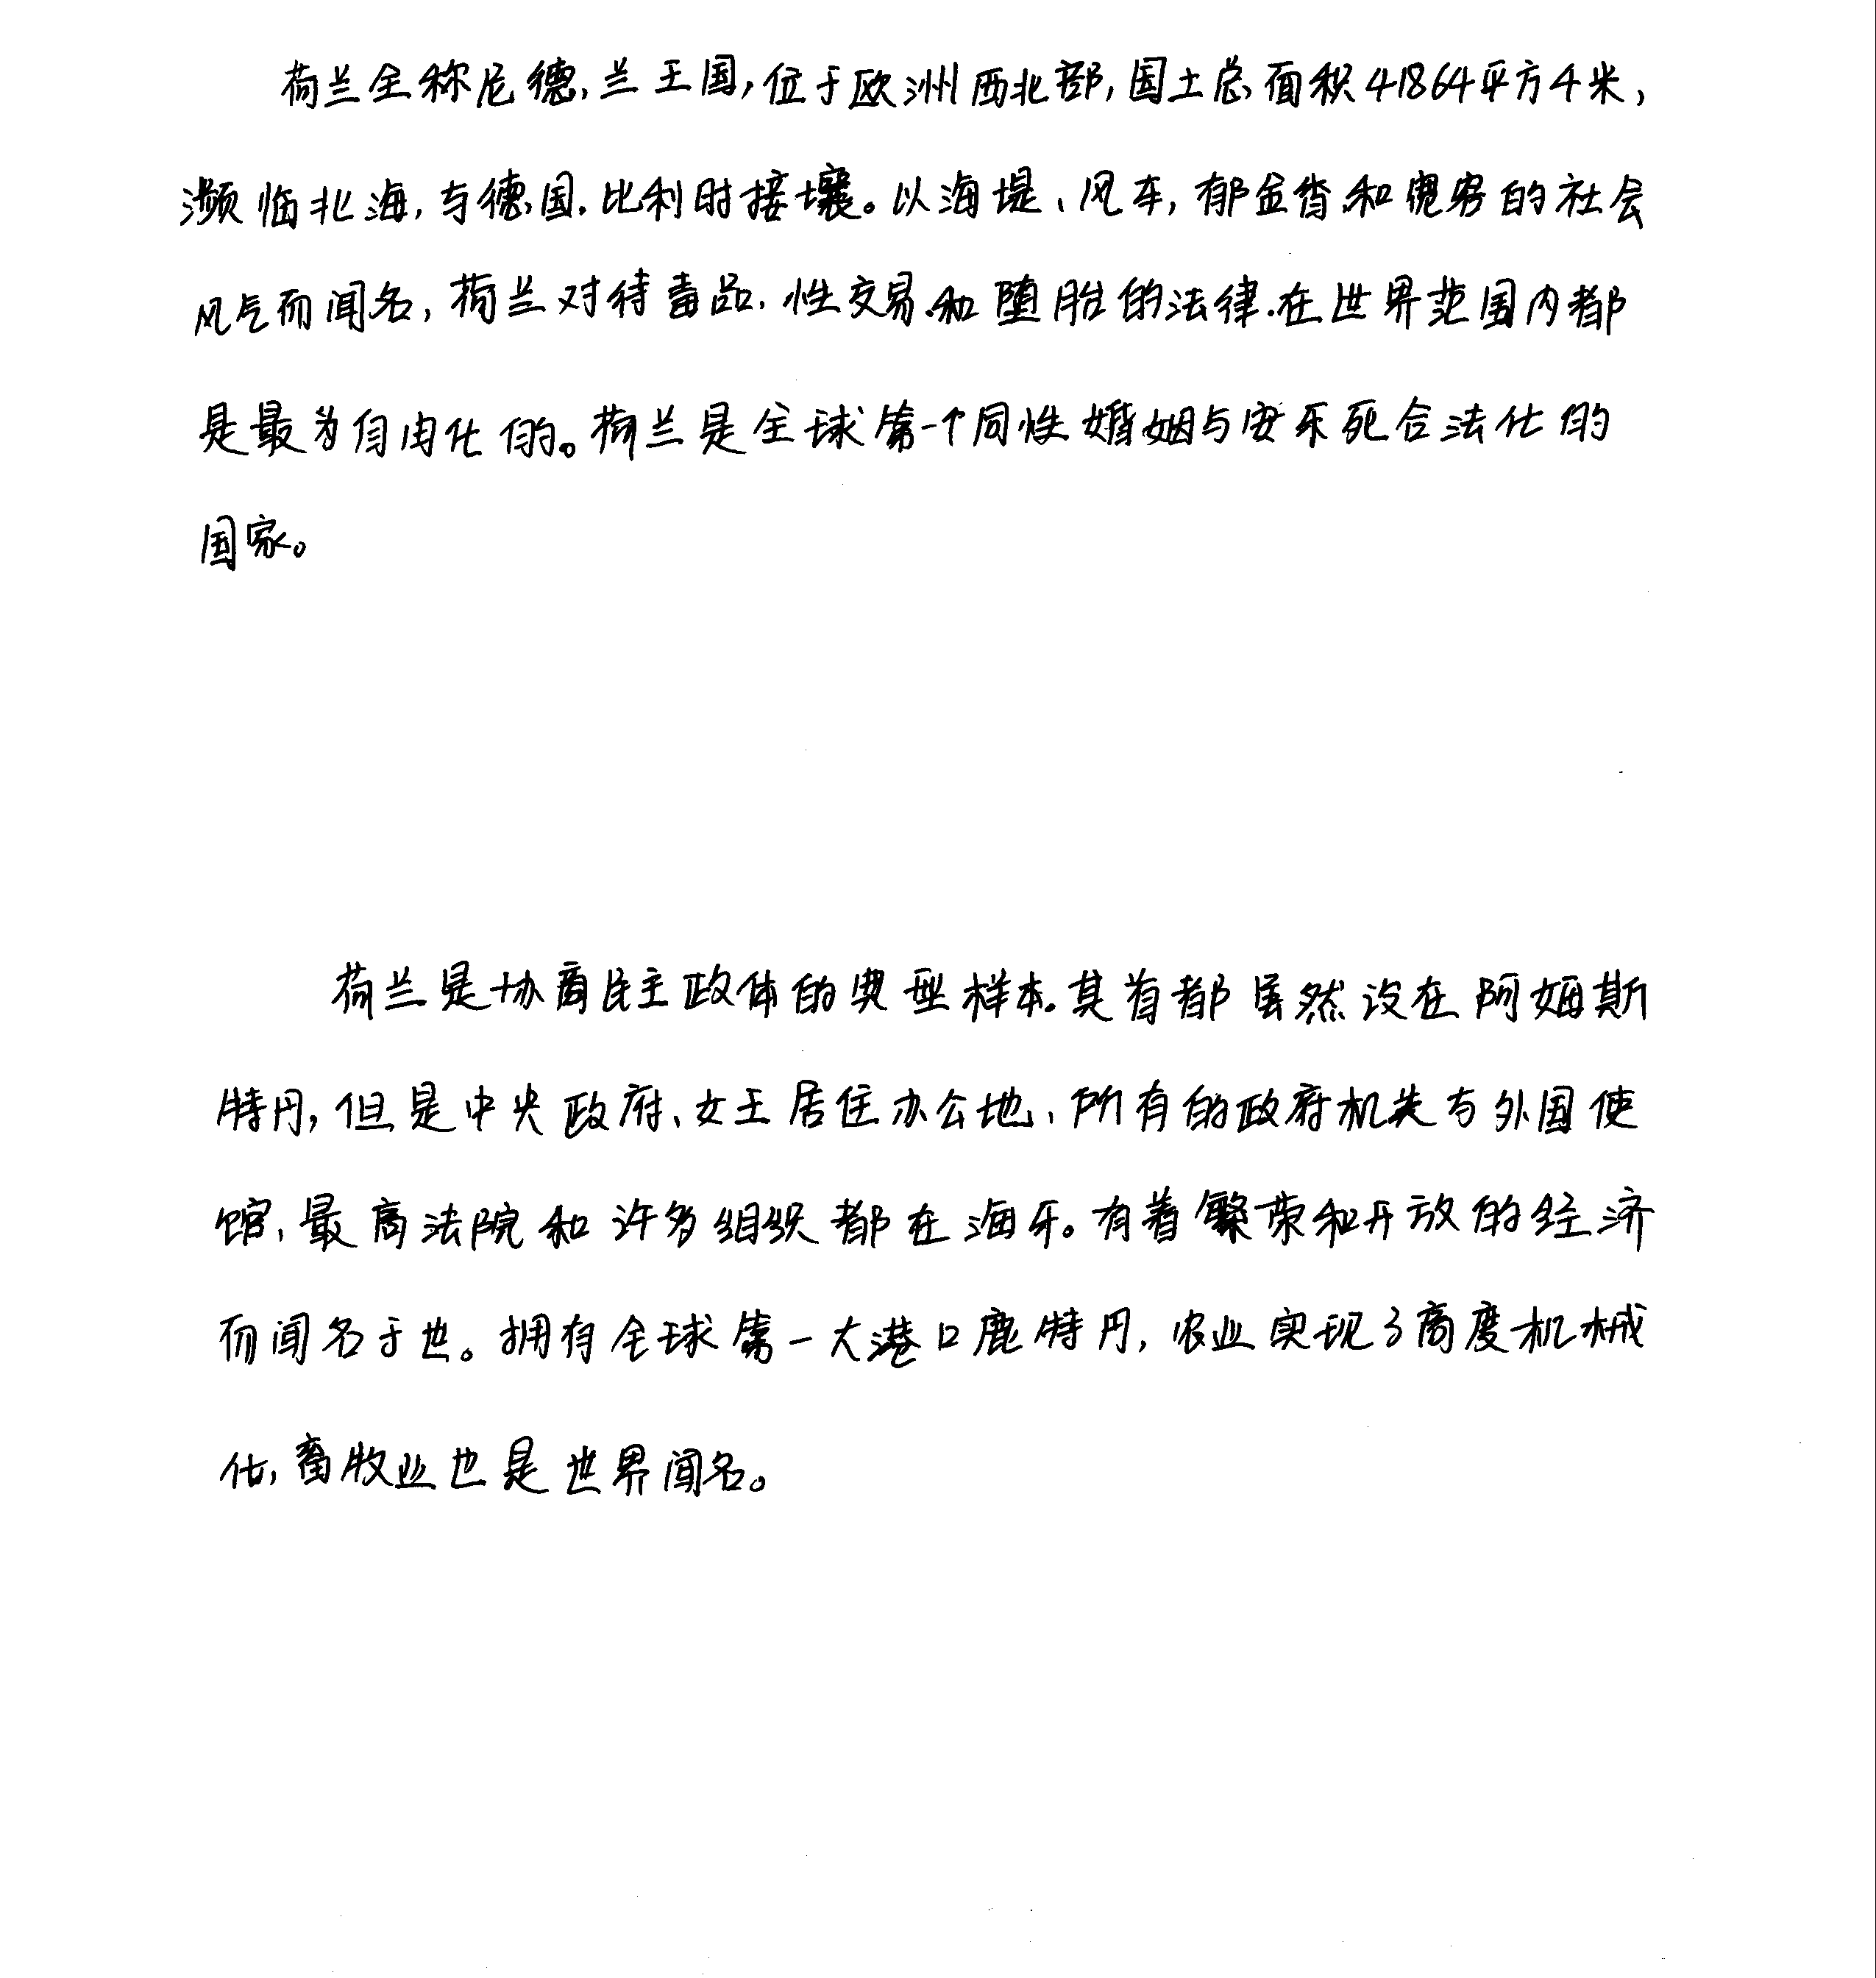 荷兰全称尼德兰王国，位于欧洲西北部，国土总面积41864平方千米，
濒临北海，与德国、比利时接壤。以海堤、风车，郁金香和宽容的社会
风气而闻名，荷兰对待毒品、性交易和堕胎的法律在世界范围内都
是最为自由化的。荷兰是全球第一个同性婚姻与安乐死合法化的
国家。
荷兰是协商民主政体的典型样本。其首都虽然设在阿姆斯
特丹，但是中央政府、女王居住办公地、所有的政府机关与外国使
馆、最高法院和许多组织都在海牙。有着繁荣和开放的经济
而闻名于世。拥有全球第一大港口鹿特丹，农业实现了高度机械
化，畜牧业也是世界闻名。